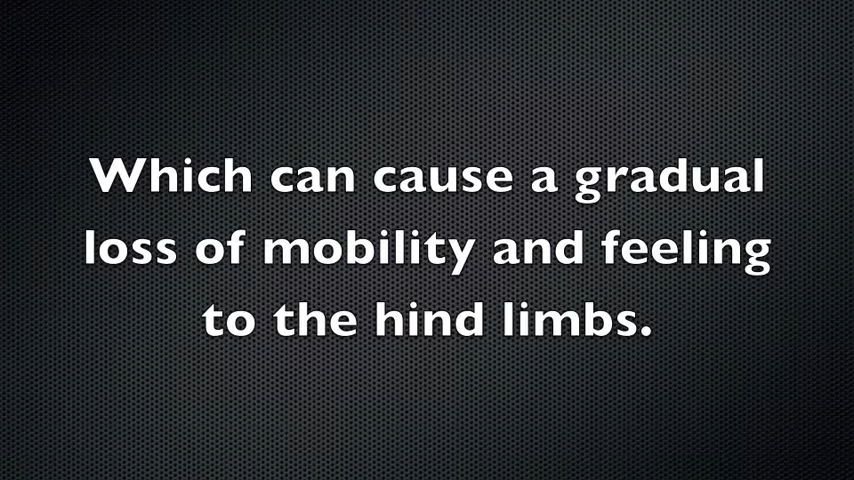 Which can cause a gradual
loss of mobility and feeling
to the hind limbs.